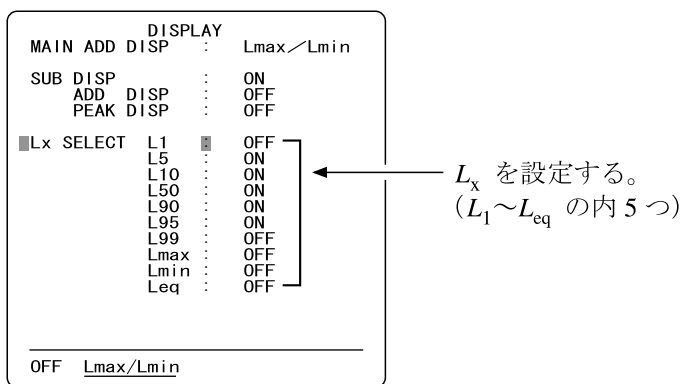 DISPLAY
MAIN ADD DISP : Lmax／Lmin
SUB DISP : ON
ADD DISP : OFF
PEAK DISP : OFF
Lx SELECT L1 : OFF
L5 : ON
L10 : ON
L50 : ON
L90 : ON
L95 : ON
L99 : OFF
Lmax : OFF
Lmin : OFF
Leq : OFF
OFF Lmax/Lmin
Lx を設定する。
（L1～Leq の内 5 つ）